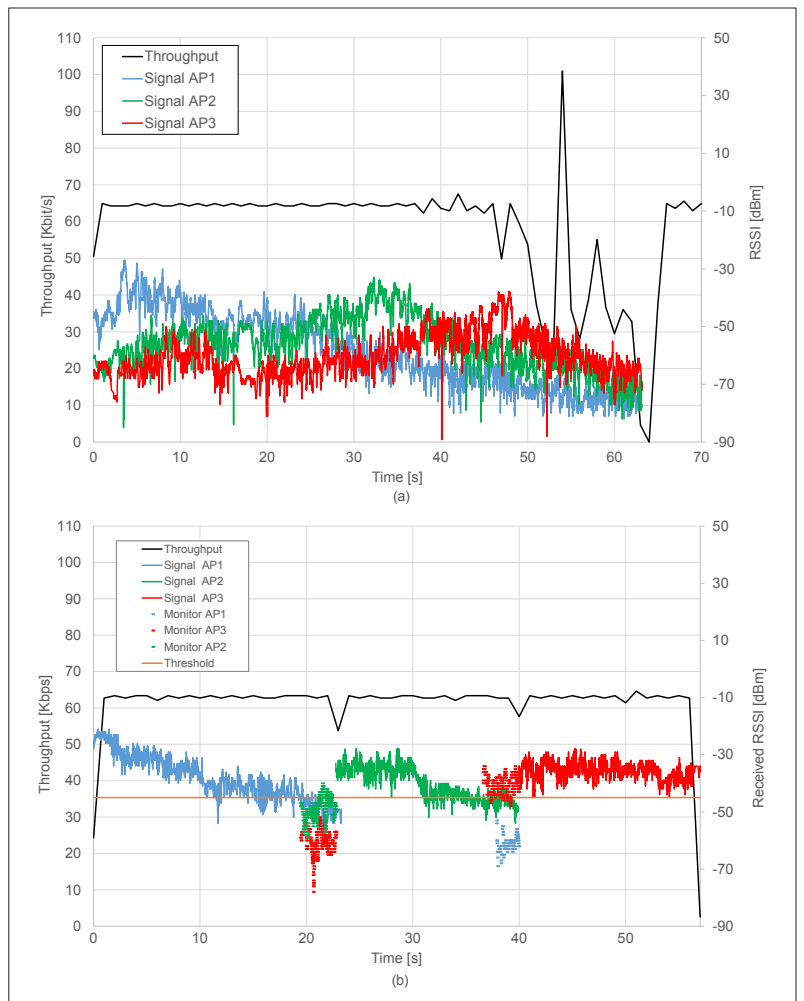 110
100
90
80
70
60
50
40
30
20
10
0
Throughput [Kbit/s]
Throughput
Signal AP1
Signal AP2
Signal AP3
50
30
10
-10
-30
-50
-70
-90
RSSI [dBm]
0 10 20 30 40 50 60 70
Time [s]
(a)
110
100
90
80
70
60
50
40
30
20
10
0
Throughput [Kbps]
Throughput
Signal AP1
Signal AP2
Signal AP3
Monitor AP1
Monitor AP3
Monitor AP2
Threshold
50
30
10
-10
-30
-50
-70
-90
Received RSSI [dBm]
0 10 20 30 40 50
Time [s]
(b)